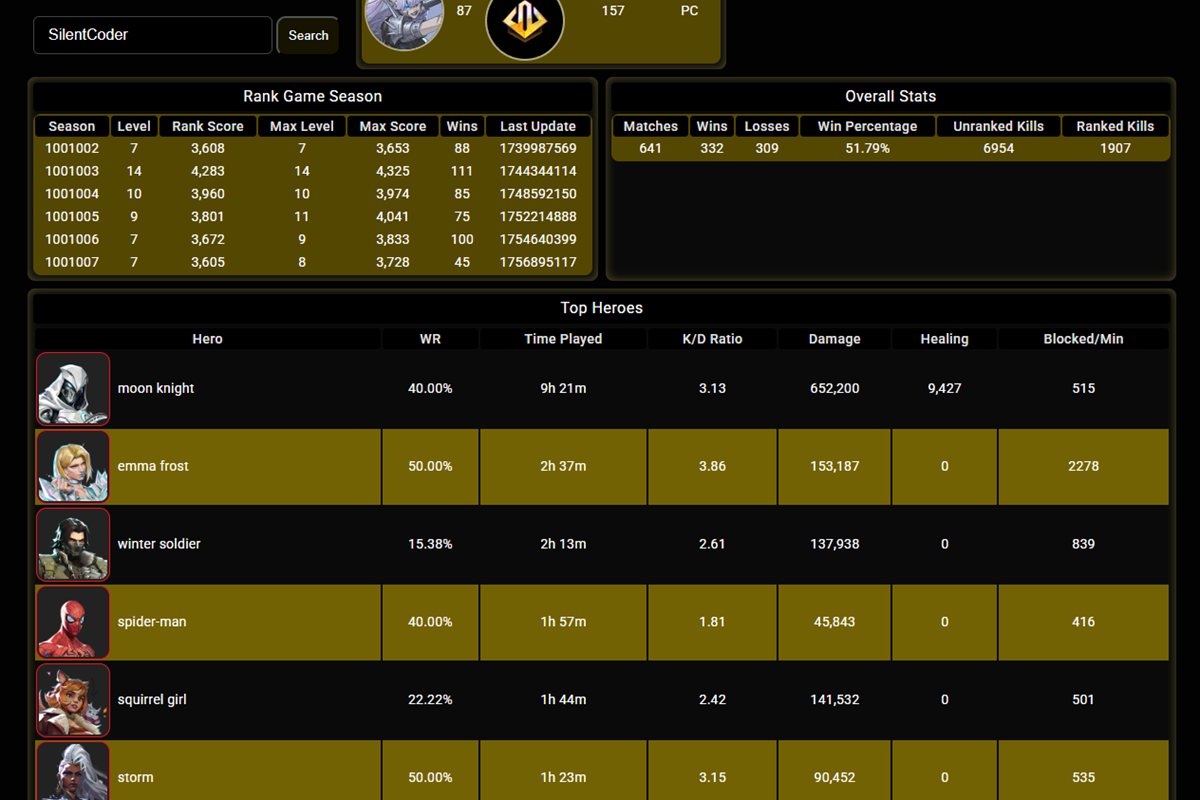 87 157 PC
SilentCoder Search
Rank Game Season
Season Level Rank Score Max Level Max Score Wins Last Update
1001002 7 3,608 7 3,653 88 1739987569
1001003 14 4,283 14 4,325 111 1744344114
1001004 10 3,960 10 3,974 85 1748592150
1001005 9 3,801 11 4,041 75 1752214888
1001006 7 3,672 9 3,833 100 1754640399
1001007 7 3,605 8 3,728 45 1756895117
Overall Stats
Matches Wins Losses Win Percentage Unranked Kills Ranked Kills
641 332 309 51.79% 6954 1907
Top Heroes
Hero WR Time Played K/D Ratio Damage Healing Blocked/Min
moon knight 40.00% 9h 21m 3.13 652,200 9,427 515
emma frost 50.00% 2h 37m 3.86 153,187 0 2278
winter soldier 15.38% 2h 13m 2.61 137,938 0 839
spider-man 40.00% 1h 57m 1.81 45,843 0 416
squirrel girl 22.22% 1h 44m 2.42 141,532 0 501
storm 50.00% 1h 23m 3.15 90,452 0 535